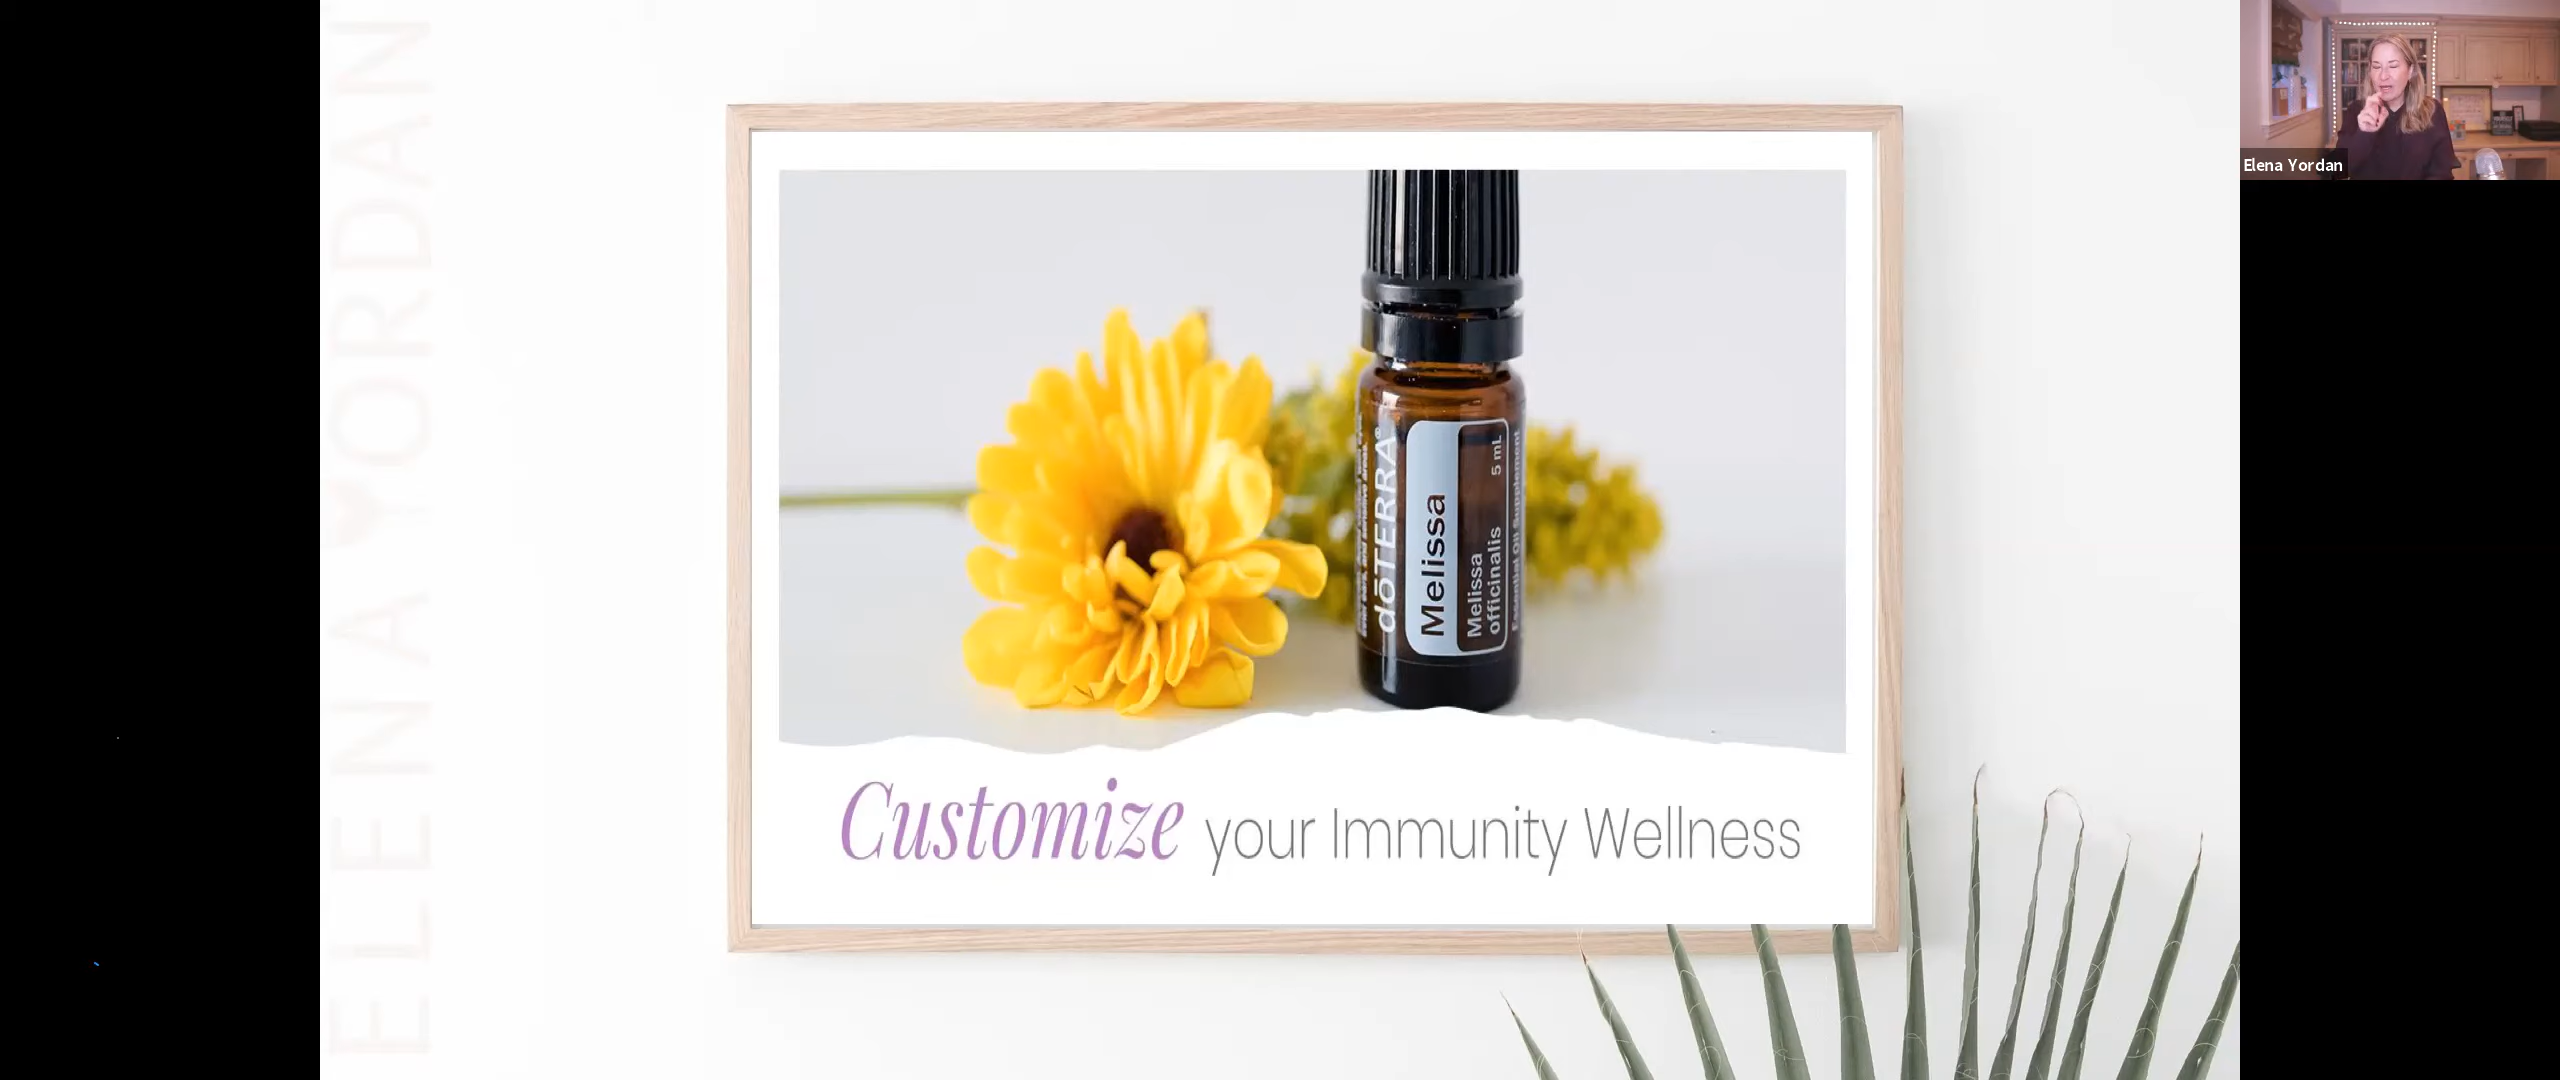 ELENA YORDAN
dōTERRA®
Melissa
5 mL
Melissa
officinalis
Essential Oil Supplement
Customize your Immunity Wellness
Elena Yordan